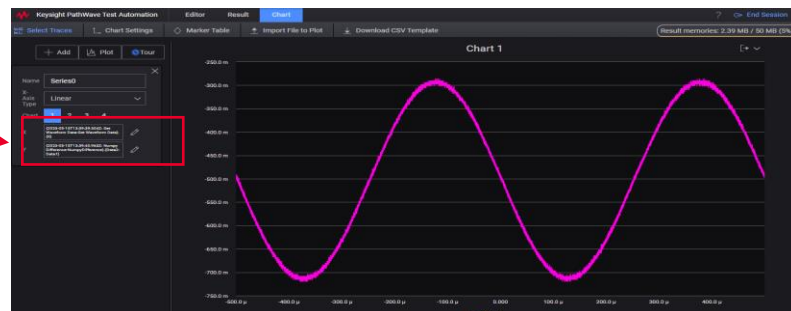 Keysight PathWave Test Automation Editor Result Chart ? End Session
Select Traces Chart Settings Marker Table Import File to Plot Download CSV Template Result memories: 2.39 MB / 50 MB (5%
+ Add Plot Tour
Chart 1
Name Series0
X-Axis Type Linear
Chart 1 2 3 4
X
Y
-250.0 m
-300.0 m
-350.0 m
-400.0 m
-450.0 m
-500.0 m
-550.0 m
-600.0 m
-650.0 m
-700.0 m
-750.0 m
-500.0 µ -400.0 µ -300.0 µ -200.0 µ -100.0 µ 0.000 100.0 µ 200.0 µ 300.0 µ 400.0 µ